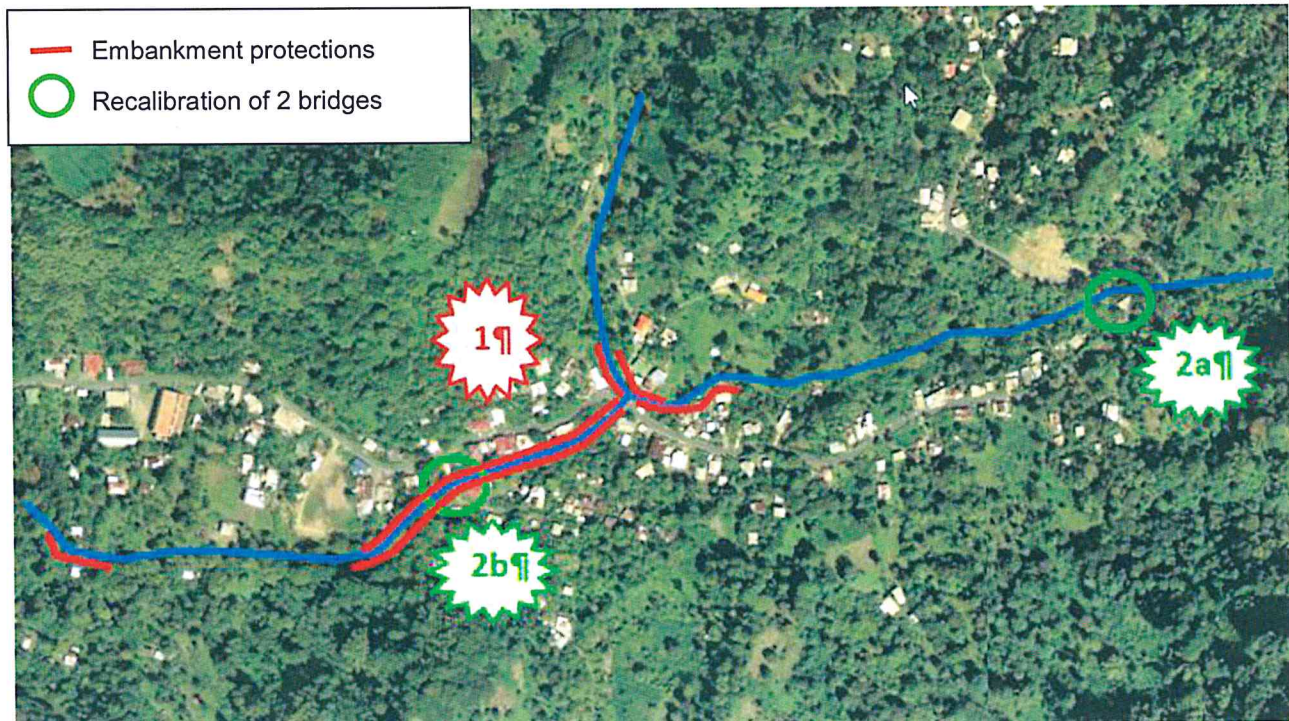 Embankment protections
Recalibration of 2 bridges
1¶
2a¶
2b¶